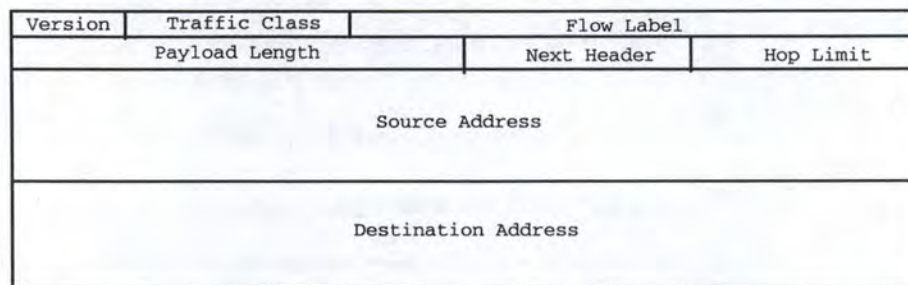 Version Traffic Class Flow Label
Payload Length Next Header Hop Limit
Source Address
Destination Address